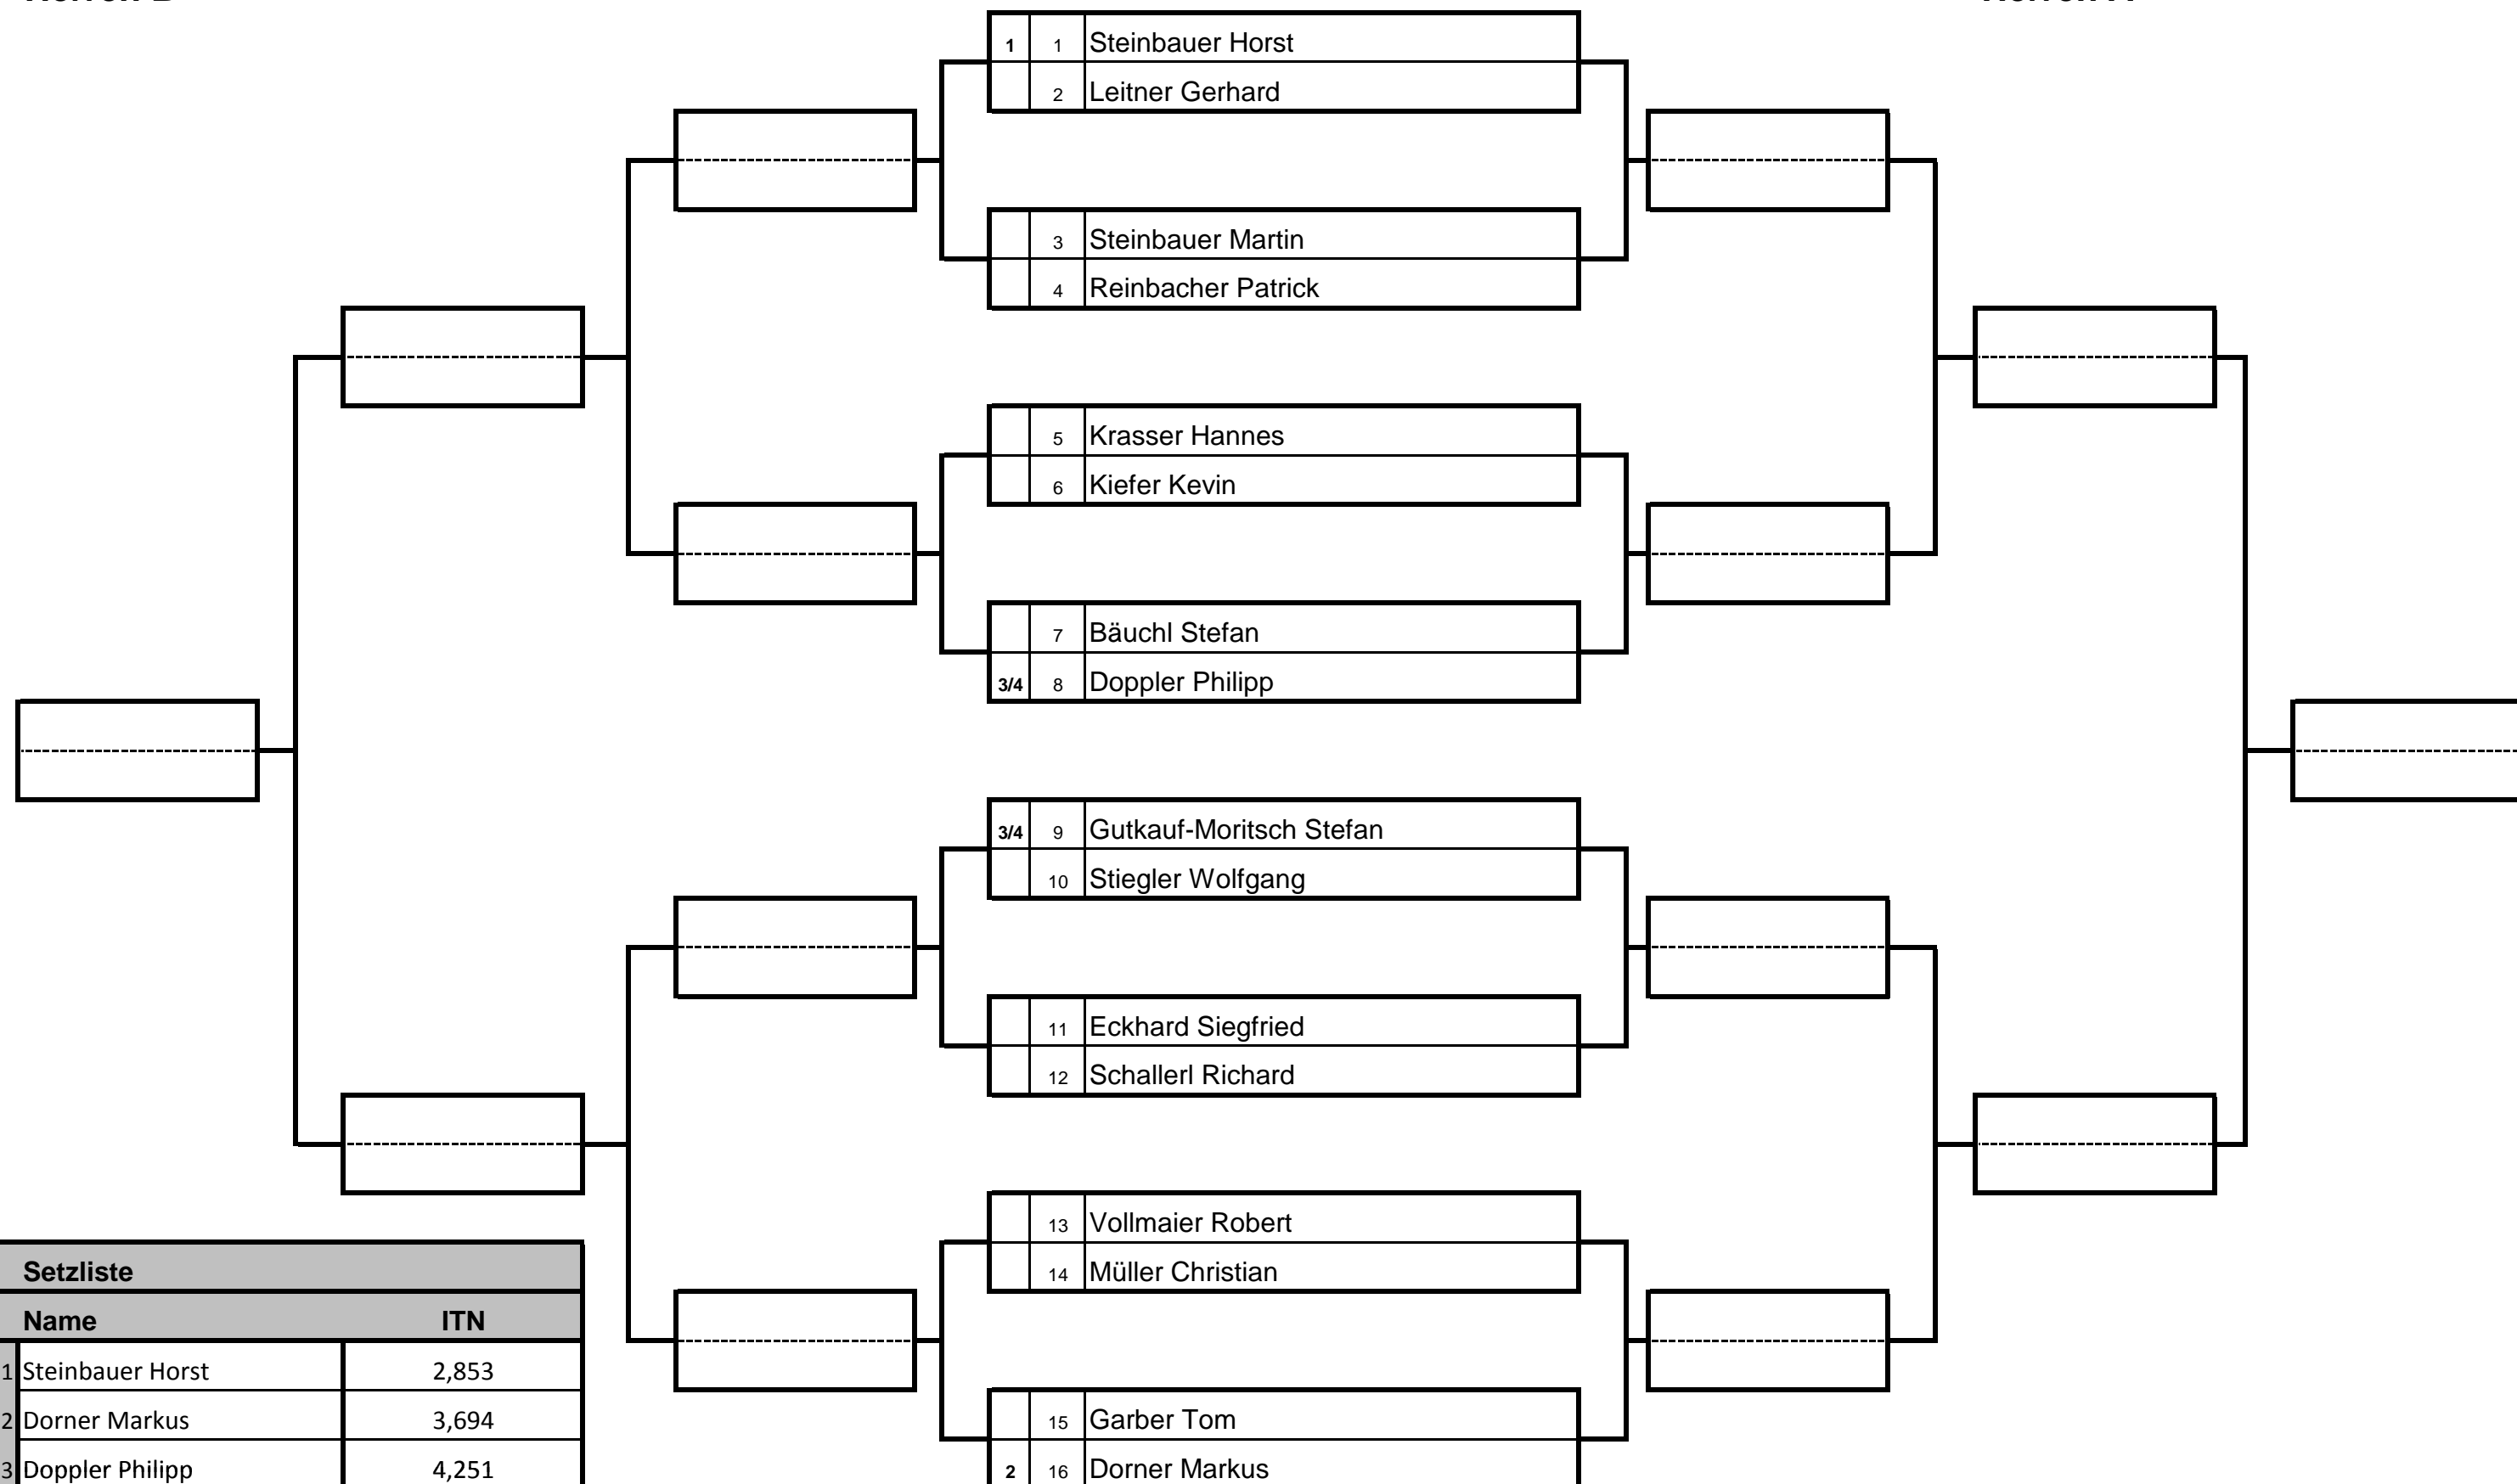 1 1 Steinbauer Horst
2 Leitner Gerhard
3 Steinbauer Martin
4 Reinbacher Patrick
5 Krasser Hannes
6 Kiefer Kevin
7 Bäuchl Stefan
3/4 8 Doppler Philipp
3/4 9 Gutkauf-Moritsch Stefan
10 Stiegler Wolfgang
11 Eckhard Siegfried
12 Schallerl Richard
13 Vollmaier Robert
14 Müller Christian
15 Garber Tom
2 16 Dorner Markus
Setzliste
Name ITN
1 Steinbauer Horst 2,853
2 Dorner Markus 3,694
3 Doppler Philipp 4,251